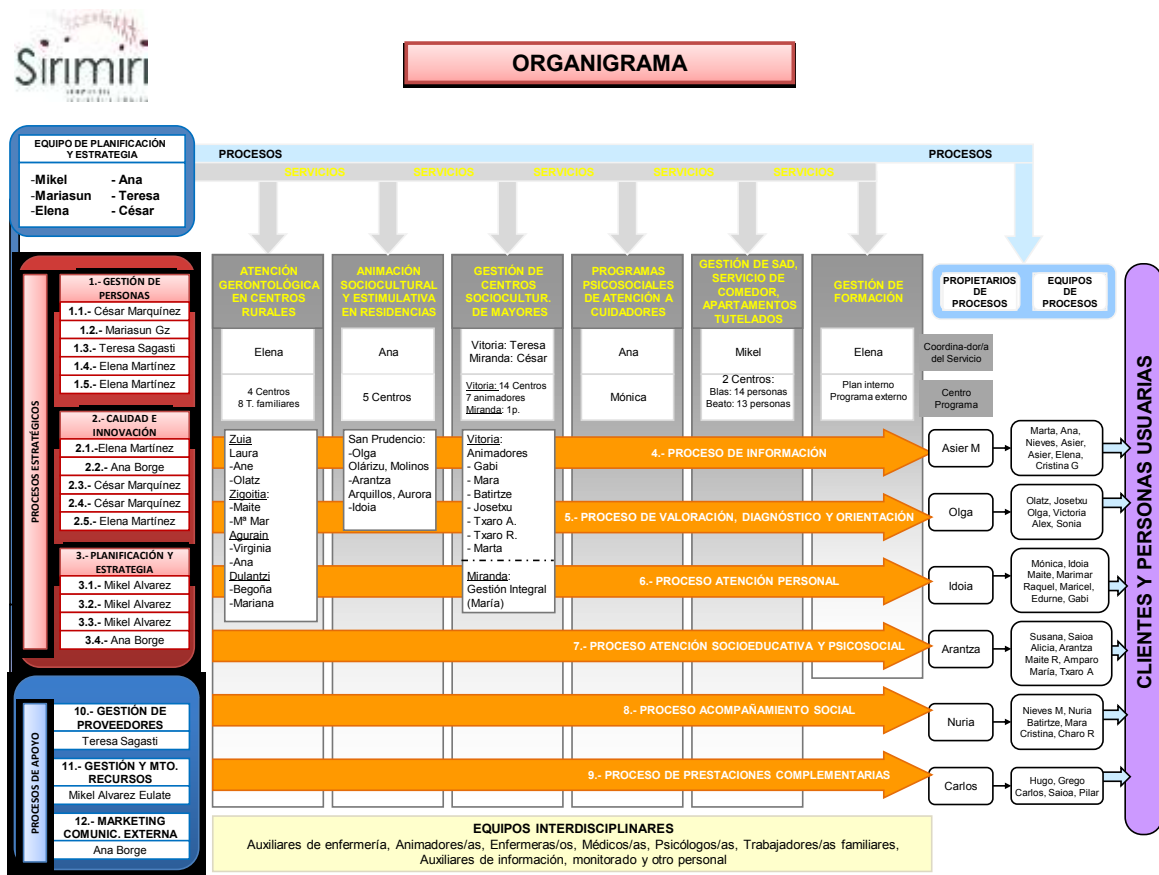 Sirimiri
ORGANIGRAMA
EQUIPO DE PLANIFICACIÓN
Y ESTRATEGIA
-Mikel - Ana
-Mariasun - Teresa
-Elena - César
PROCESOS
PROCESOS
SERVICIOS SERVICIOS SERVICIOS SERVICIOS SERVICIOS
PROCESOS ESTRATÉGICOS
1.- GESTIÓN DE
PERSONAS
1.1.- César Marquínez
1.2.- Mariasun Gz
1.3.- Teresa Sagasti
1.4.- Elena Martínez
1.5.- Elena Martínez
2.- CALIDAD E
INNOVACIÓN
2.1.-Elena Martínez
2.2.- Ana Borge
2.3.- César Marquínez
2.4.- César Marquínez
2.5.- Elena Martínez
3.- PLANIFICACIÓN Y
ESTRATEGIA
3.1.- Mikel Alvarez
3.2.- Mikel Alvarez
3.3.- Mikel Alvarez
3.4.- Ana Borge
PROCESOS DE APOYO
10.- GESTIÓN DE
PROVEEDORES
Teresa Sagasti
11.- GESTIÓN Y MTO.
RECURSOS
Mikel Alvarez Eulate
12.- MARKETING
COMUNIC. EXTERNA
Ana Borge
ATENCIÓN
GERONTOLÓGICA
EN CENTROS
RURALES
Elena
4 Centros
8 T. familiares
Zuia
Laura
-Ane
-Olatz
Zigoitia:
-Maite
-Mª Mar
Agurain
-Virginia
-Ana
Dulantzi
-Begoña
-Mariana
ANIMACIÓN
SOCIOCULTURAL
Y ESTIMULATIVA
EN RESIDENCIAS
Ana
5 Centros
San Prudencio:
-Olga
Olárizu, Molinos
-Arantza
Arquillos, Aurora
-Idoia
GESTIÓN DE
CENTROS
SOCIOCULTUR.
DE MAYORES
Vitoria: Teresa
Miranda: César
Vitoria: 14 Centros
7 animadores
Miranda: 1p.
Vitoria:
Animadores
- Gabi
- Mara
- Batirtze
- Josetxu
- Txaro A.
- Txaro R.
- Marta
Miranda:
Gestión Integral
(María)
PROGRAMAS
PSICOSOCIALES
DE ATENCIÓN A
CUIDADORES
Ana
Mónica
GESTIÓN DE SAD,
SERVICIO DE
COMEDOR,
APARTAMENTOS
TUTELADOS
Mikel
2 Centros:
Blas: 14 personas
Beato: 13 personas
GESTIÓN DE
FORMACIÓN
Elena
Plan interno
Programa externo
Coordina-dor/a
del Servicio
Centro
Programa
PROPIETARIOS
DE
PROCESOS
EQUIPOS
DE
PROCESOS
4.- PROCESO DE INFORMACIÓN
Asier M
Marta, Ana,
Nieves, Asier,
Asier, Elena,
Cristina G
5.- PROCESO DE VALORACIÓN, DIAGNÓSTICO Y ORIENTACIÓN
Olga
Olatz, Josetxu
Olga, Victoria
Alex, Sonia
6.- PROCESO ATENCIÓN PERSONAL
Idoia
Mónica, Idoia
Maite, Marimar
Raquel, Maricel,
Edurne, Gabi
7.- PROCESO ATENCIÓN SOCIOEDUCATIVA Y PSICOSOCIAL
Arantza
Susana, Saioa
Alicia, Arantza
Maite R, Amparo
María, Txaro A
8.- PROCESO ACOMPAÑAMIENTO SOCIAL
Nuria
Nieves M, Nuria
Batirtze, Mara
Cristina, Charo R
9.- PROCESO DE PRESTACIONES COMPLEMENTARIAS
Carlos
Hugo, Grego
Carlos, Saioa, Pilar
CLIENTES Y PERSONAS USUARIAS
EQUIPOS INTERDISCIPLINARES
Auxiliares de enfermería, Animadores/as, Enfermeras/os, Médicos/as, Psicólogos/as, Trabajadores/as familiares,
Auxiliares de información, monitorado y otro personal